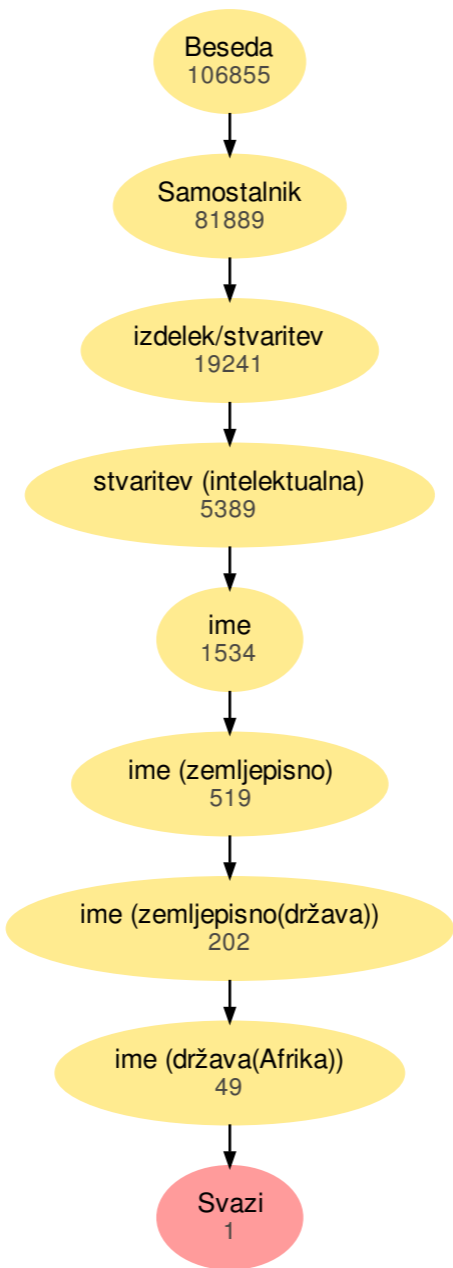 Beseda
106855
Samostalnik
81889
izdelek/stvaritev
19241
stvaritev (intelektualna)
5389
ime
1534
ime (zemljepisno)
519
ime (zemljepisno(država))
202
ime (država(Afrika))
49
Svazi
1